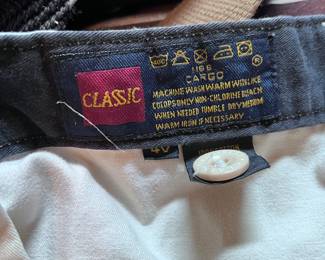 CLASSIC
1166
CARGO
MACHINE WASH WARM WITH LIKE
COLORS ONLY NON-CHLORINE BLEACH
WHEN NEEDED TUMBLE DRY MEDIUM
WARM IRON IF NECESSARY
®
40